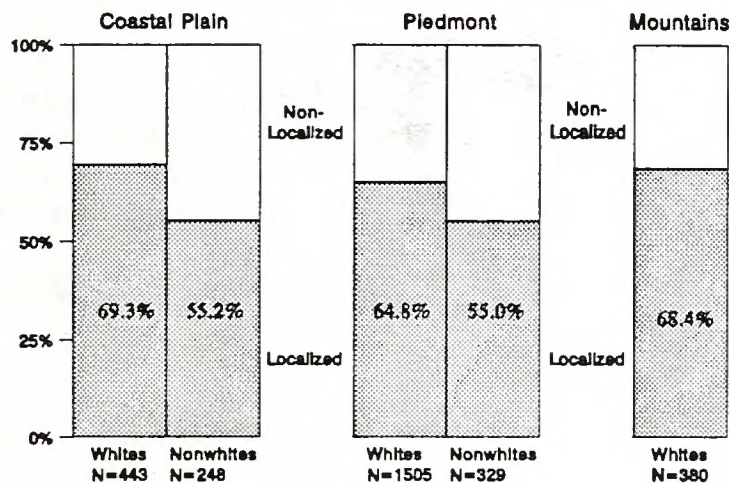 Coastal Plain
Piedmont
Mountains
100%
75%
50%
25%
0%
Non-
Localized
Localized
Non-
Localized
Localized
69.3%
55.2%
64.8%
55.0%
68.4%
Whites
N=443
Nonwhites
N=248
Whites
N=1505
Nonwhites
N=329
Whites
N=380